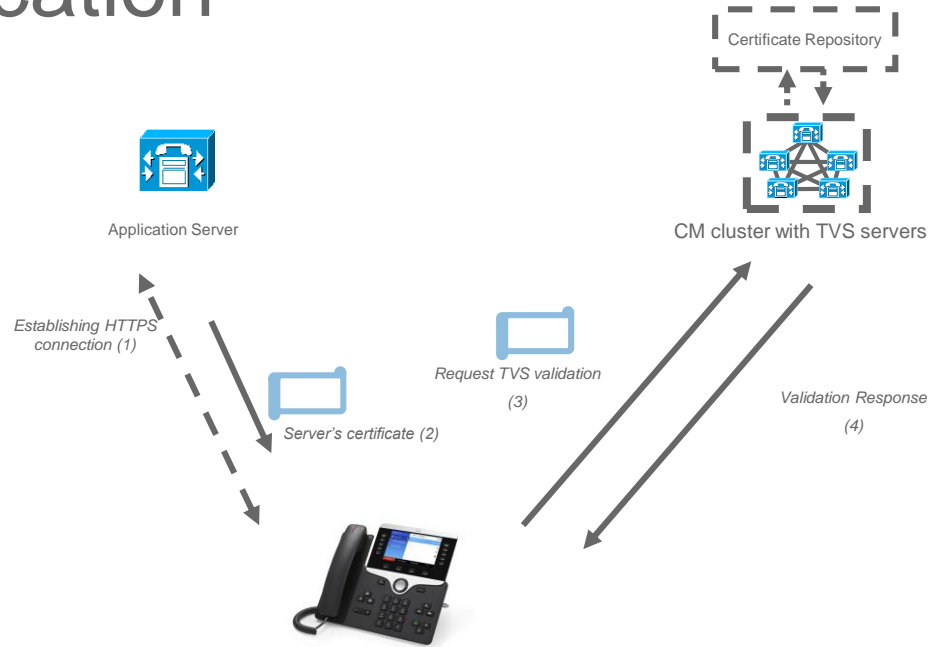 cation
Certificate Repository
Application Server
CM cluster with TVS servers
Establishing HTTPS
connection (1)
Request TVS validation
(3)
Server's certificate (2)
Validation Response
(4)